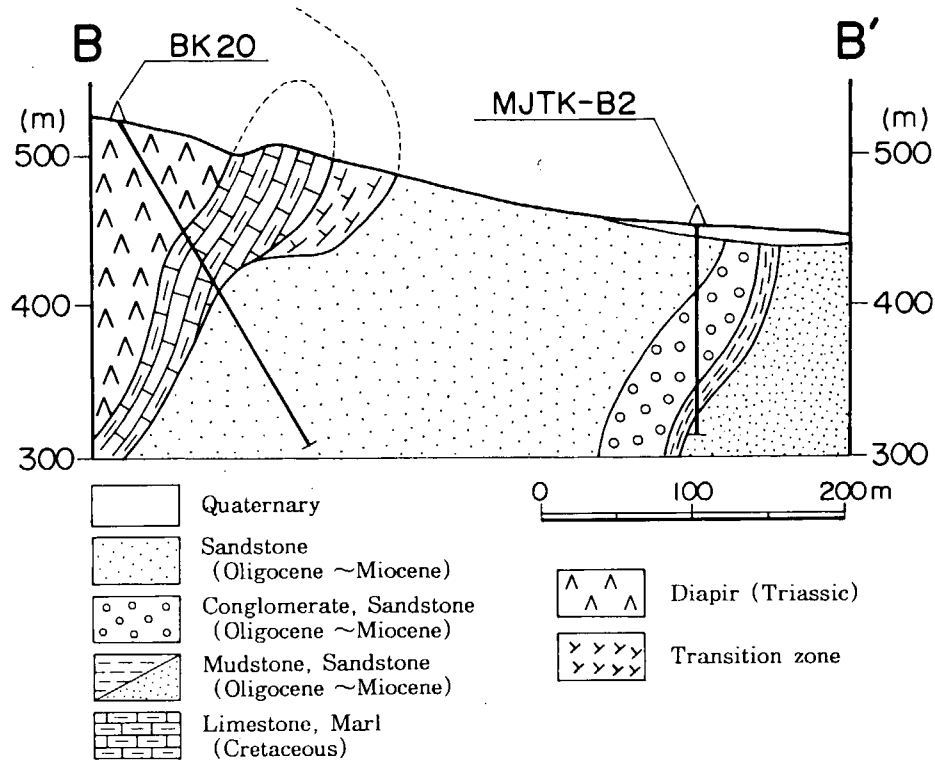 B
B′
BK20
MJTK-B2
(m)
(m)
500
500
400
400
300
300
0
100
200m
Quaternary
Sandstone
(Oligocene ~Miocene)
Conglomerate, Sandstone
(Oligocene ~Miocene)
Mudstone, Sandstone
(Oligocene ~Miocene)
Limestone, Marl
(Cretaceous)
Diapir (Triassic)
Transition zone